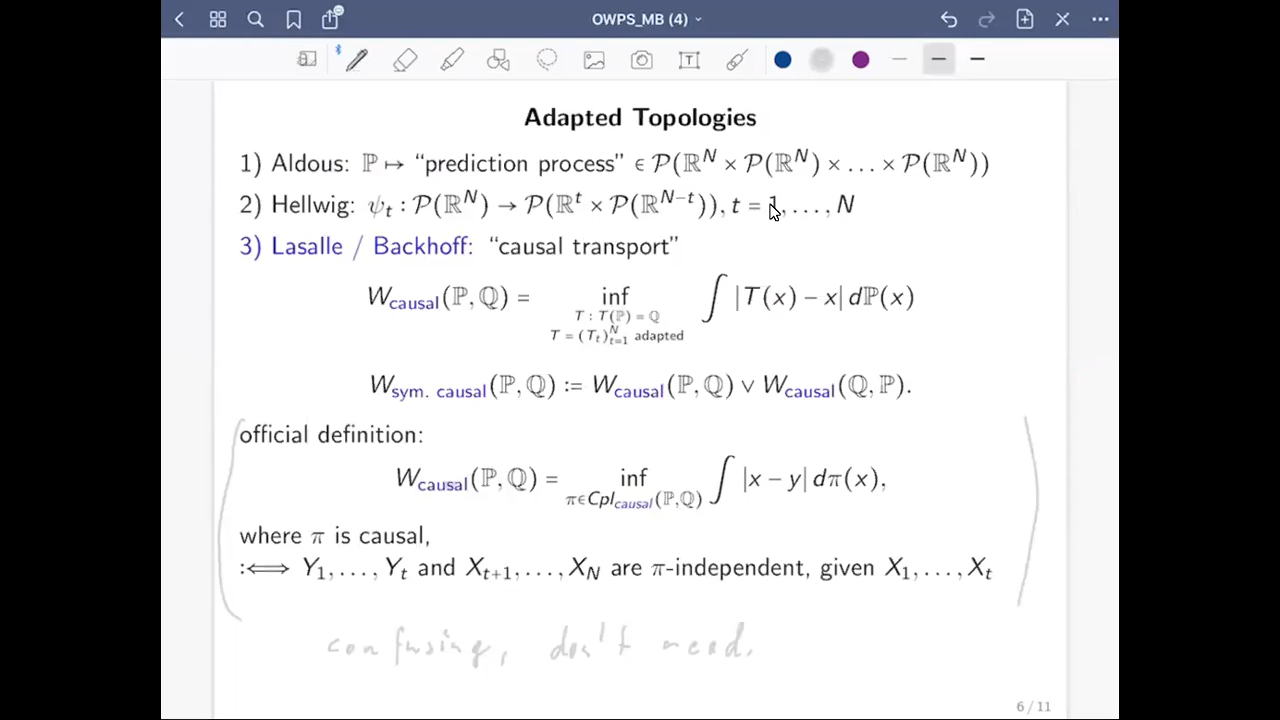 OWPS_MB (4)
Adapted Topologies
1) Aldous: ℙ ↦ “prediction process” ∈ 𝒫(ℝ^N × 𝒫(ℝ^N) × … × 𝒫(ℝ^N))
2) Hellwig: ψ_t : 𝒫(ℝ^N) → 𝒫(ℝ^t × 𝒫(ℝ^{N−t})), t = 1, …, N
3) Lasalle / Backhoff: “causal transport”
W_causal(ℙ, ℚ) = inf_{T : T(ℙ) = ℚ, T = (T_t)_{t=1}^N adapted} ∫ |T(x) − x| dℙ(x)
W_sym. causal(ℙ, ℚ) := W_causal(ℙ, ℚ) ∨ W_causal(ℚ, ℙ).
official definition:
W_causal(ℙ, ℚ) = inf_{π∈Cpl_causal(ℙ,ℚ)} ∫ |x − y| dπ(x),
where π is causal,
:⟺ Y_1, …, Y_t and X_{t+1}, …, X_N are π-independent, given X_1, …, X_t
confusing, don't need.
6 / 11